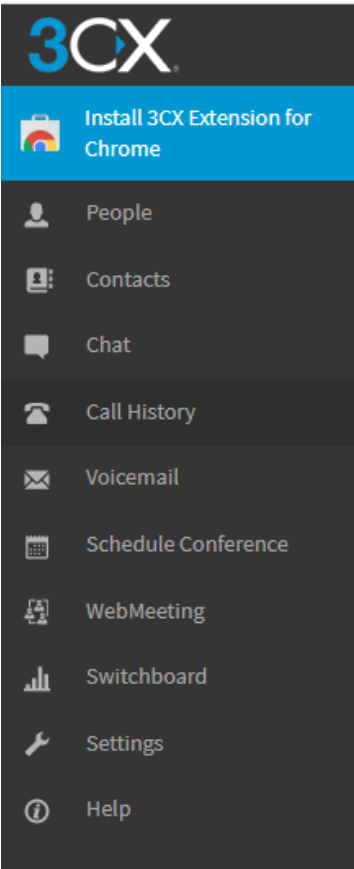 3CX®
Install 3CX Extension for
Chrome
People
Contacts
Chat
Call History
Voicemail
Schedule Conference
WebMeeting
Switchboard
Settings
Help